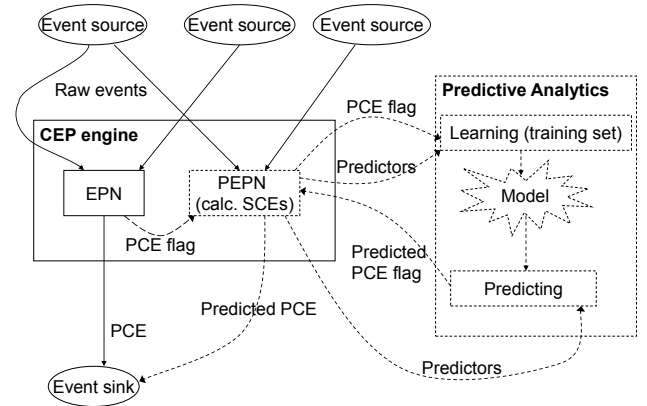 Event source
Event source
Event source
Raw events
PCE flag
Predictive Analytics
CEP engine
Learning (training set)
Predictors
EPN
PEPN
(calc. SCEs)
Model
PCE flag
Predicted
PCE flag
Predicting
Predicted PCE
PCE
Predictors
Event sink